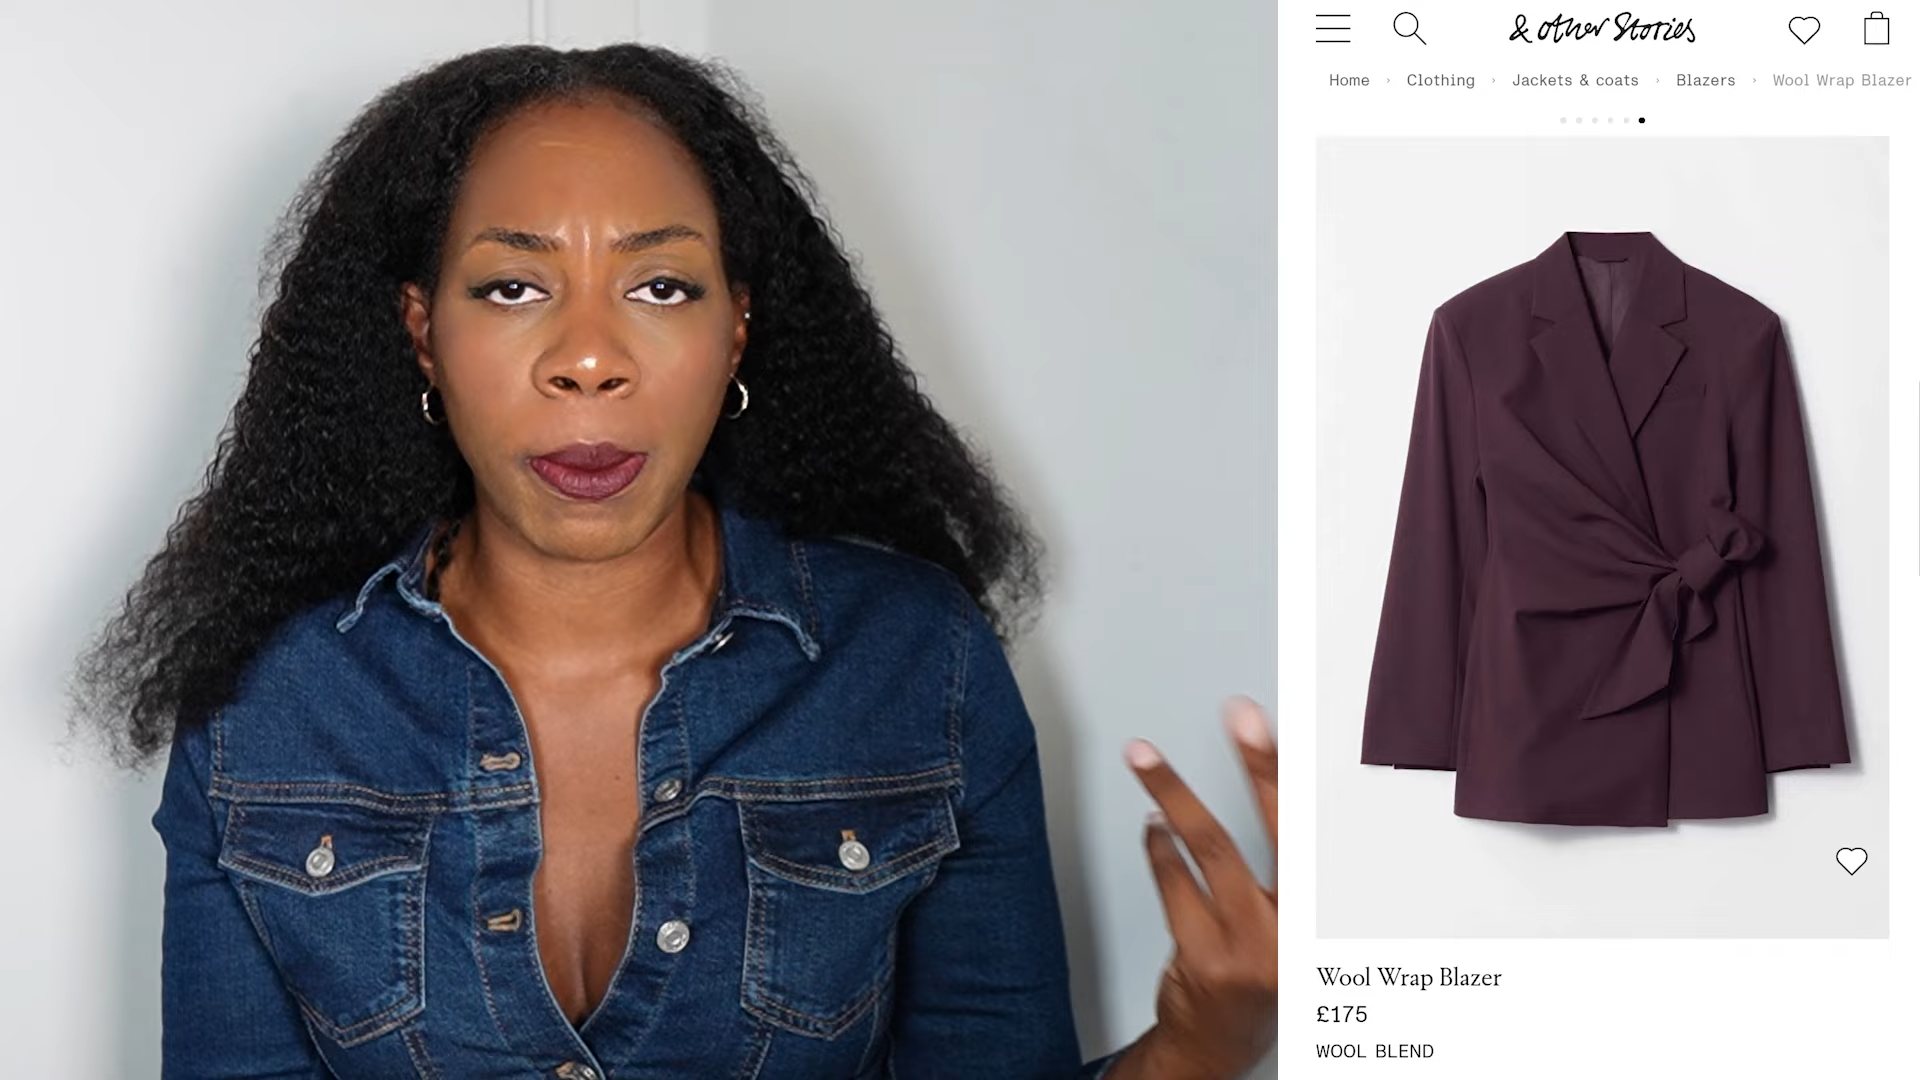 & other Stories
Home › Clothing › Jackets & coats › Blazers › Wool Wrap Blazer
Wool Wrap Blazer
£175
WOOL BLEND